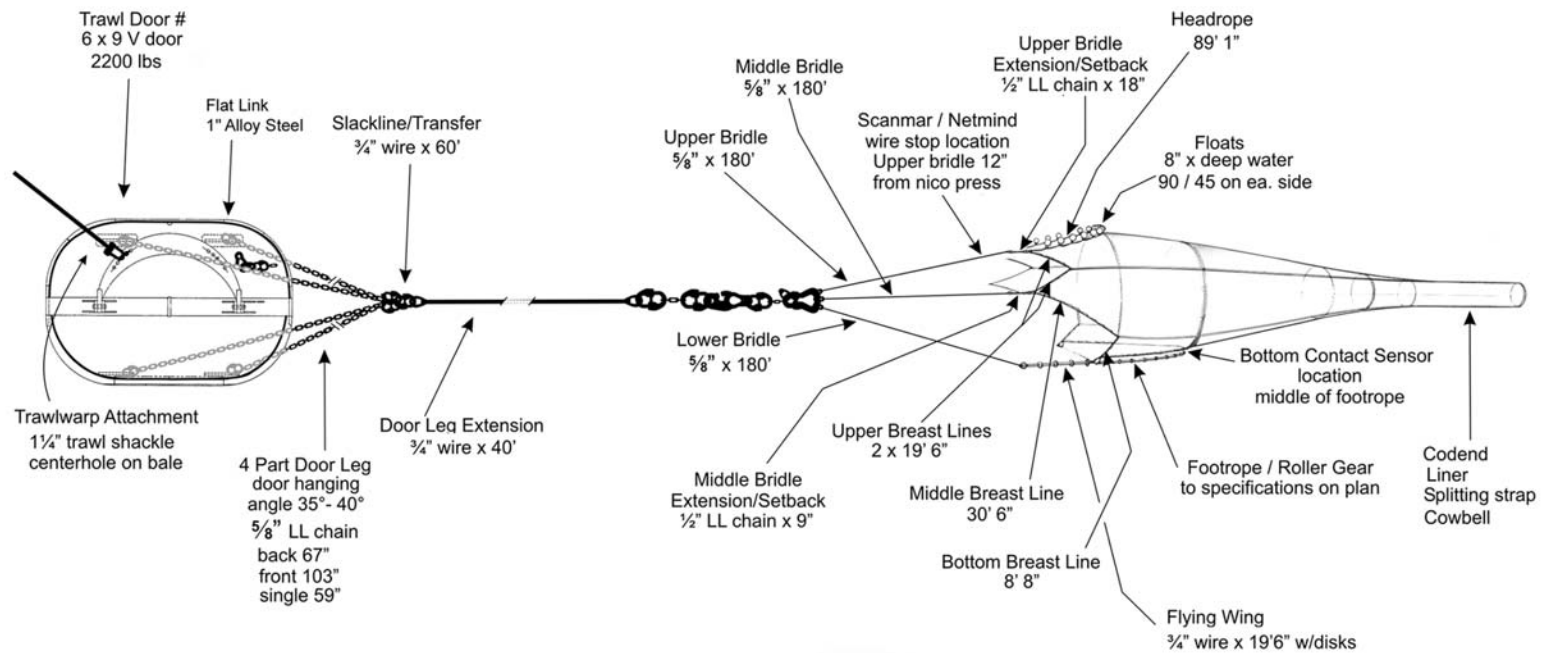 Trawl Door #
6 x 9 V door
2200 lbs
Flat Link
1" Alloy Steel
Slackline/Transfer
¾” wire x 60’
Upper Bridle
⅝” x 180’
Middle Bridle
⅝” x 180’
Scanmar / Netmind
wire stop location
Upper bridle 12”
from nico press
Upper Bridle
Extension/Setback
½” LL chain x 18”
Headrope
89’ 1”
Floats
8” x deep water
90 / 45 on ea. side
Trawlwarp Attachment
1¼” trawl shackle
centerhole on bale
4 Part Door Leg
door hanging
angle 35°- 40°
⅝” LL chain
back 67”
front 103”
single 59”
Door Leg Extension
¾” wire x 40’
Lower Bridle
⅝” x 180’
Middle Bridle
Extension/Setback
½” LL chain x 9”
Upper Breast Lines
2 x 19’ 6”
Middle Breast Line
30’ 6”
Bottom Breast Line
8’ 8”
Flying Wing
¾” wire x 19’6” w/disks
Footrope / Roller Gear
to specifications on plan
Bottom Contact Sensor
location
middle of footrope
Codend
Liner
Splitting strap
Cowbell